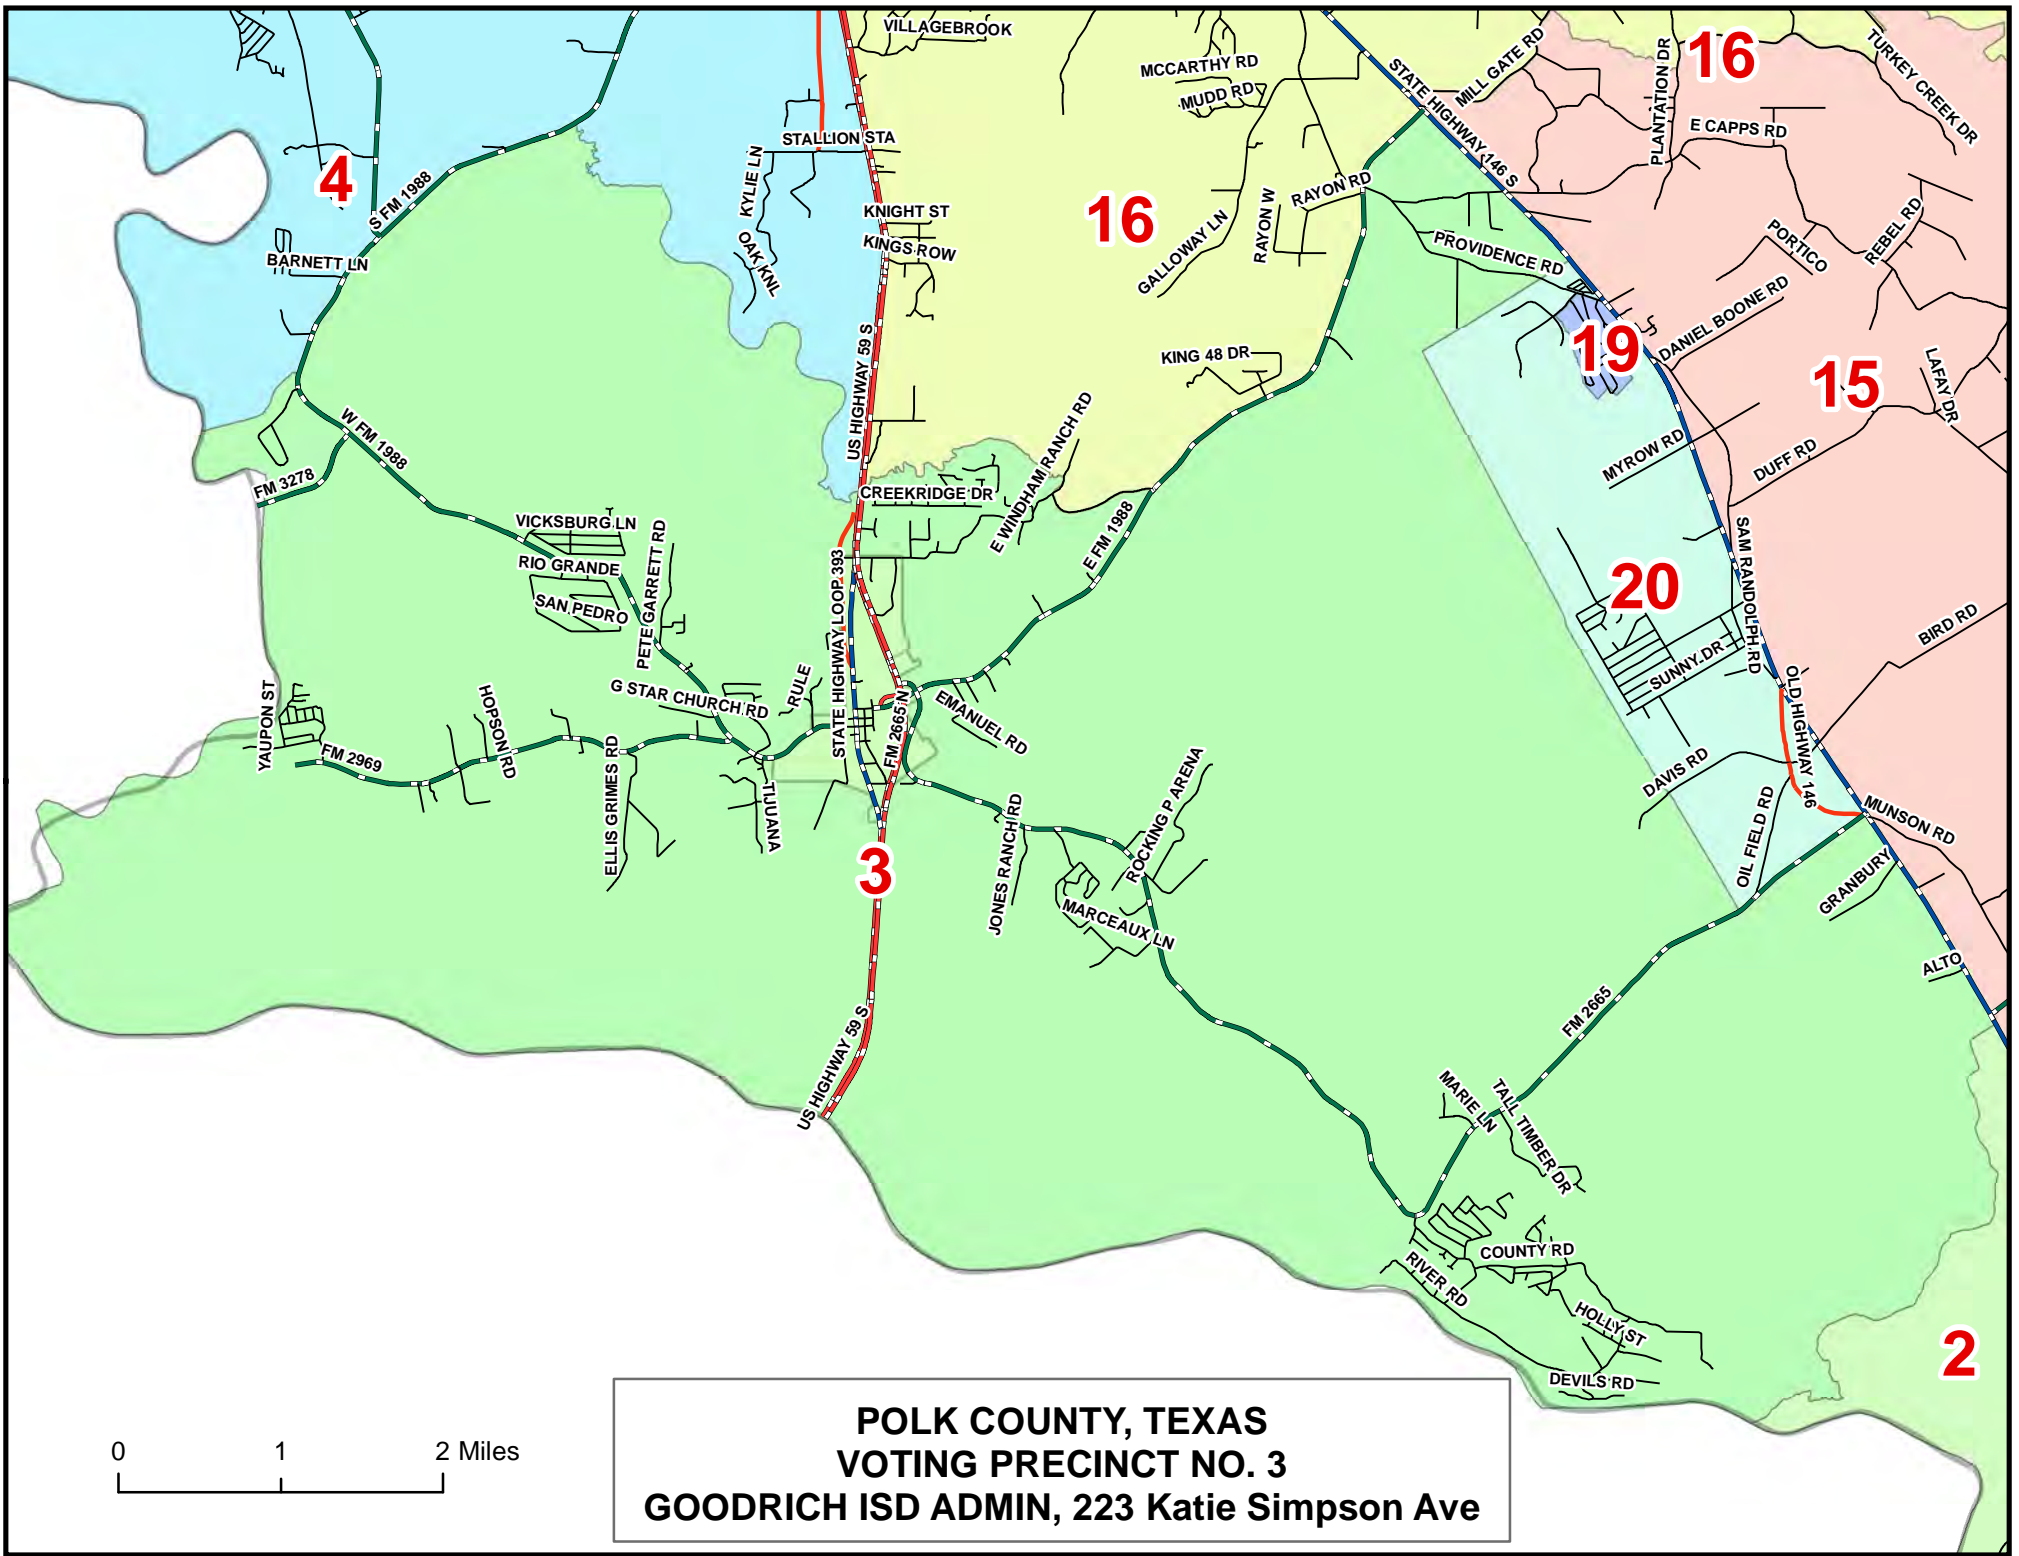 VILLAGEBROOK
MCCARTHY RD
MUDD RD
STATE HIGHWAY 146 S
MILL GATE RD
PLANTATION DR
16
TURKEY CREEK DR
E CAPPS RD
STALLION STA
KYLIE LN
OAK KNL
4
S FM 1988
BARNETT LN
KNIGHT ST
KINGS ROW
16
GALLOWAY LN
RAYON W
RAYON RD
PROVIDENCE RD
PORTICO
REBEL RD
DANIEL BOONE RD
19
15
LAFAY DR
KING 48 DR
US HIGHWAY 59 S
W FM 1988
FM 3278
CREEKRIDGE DR
E WINDHAM RANCH RD
E FM 1988
MYROW RD
DUFF RD
VICKSBURG LN
RIO GRANDE
SAN PEDRO
PETE GARRETT RD
STATE HIGHWAY LOOP 393
SAM RANDOLPH RD
20
SUNNY DR
BIRD RD
YAUPON ST
HOPSON RD
G STAR CHURCH RD
RULE
FM 2665 N
EMANUEL RD
FM 2969
ELLIS GRIMES RD
TIJUANA
ROCKING P ARENA
JONES RANCH RD
MARCEAUX LN
OLD HIGHWAY 146
DAVIS RD
OIL FIELD RD
MUNSON RD
GRANBURY
ALTO
3
US HIGHWAY 59 S
FM 2665
MARIE LN
TALL TIMBER DR
COUNTY RD
RIVER RD
HOLLY ST
DEVILS RD
2
0 1 2 Miles
POLK COUNTY, TEXAS
VOTING PRECINCT NO. 3
GOODRICH ISD ADMIN, 223 Katie Simpson Ave